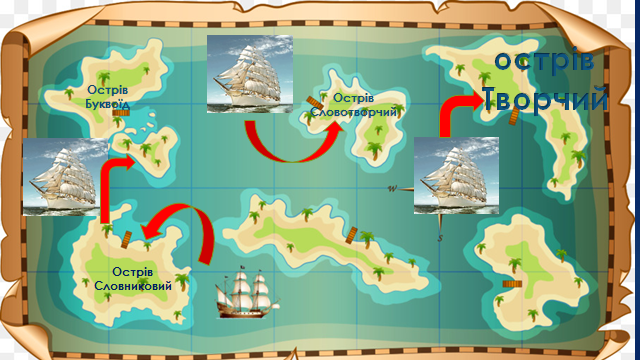 острів
Творчий
Острів
Буквоїд
Острів
Словотворчий
W
S
Острів
Словниковий